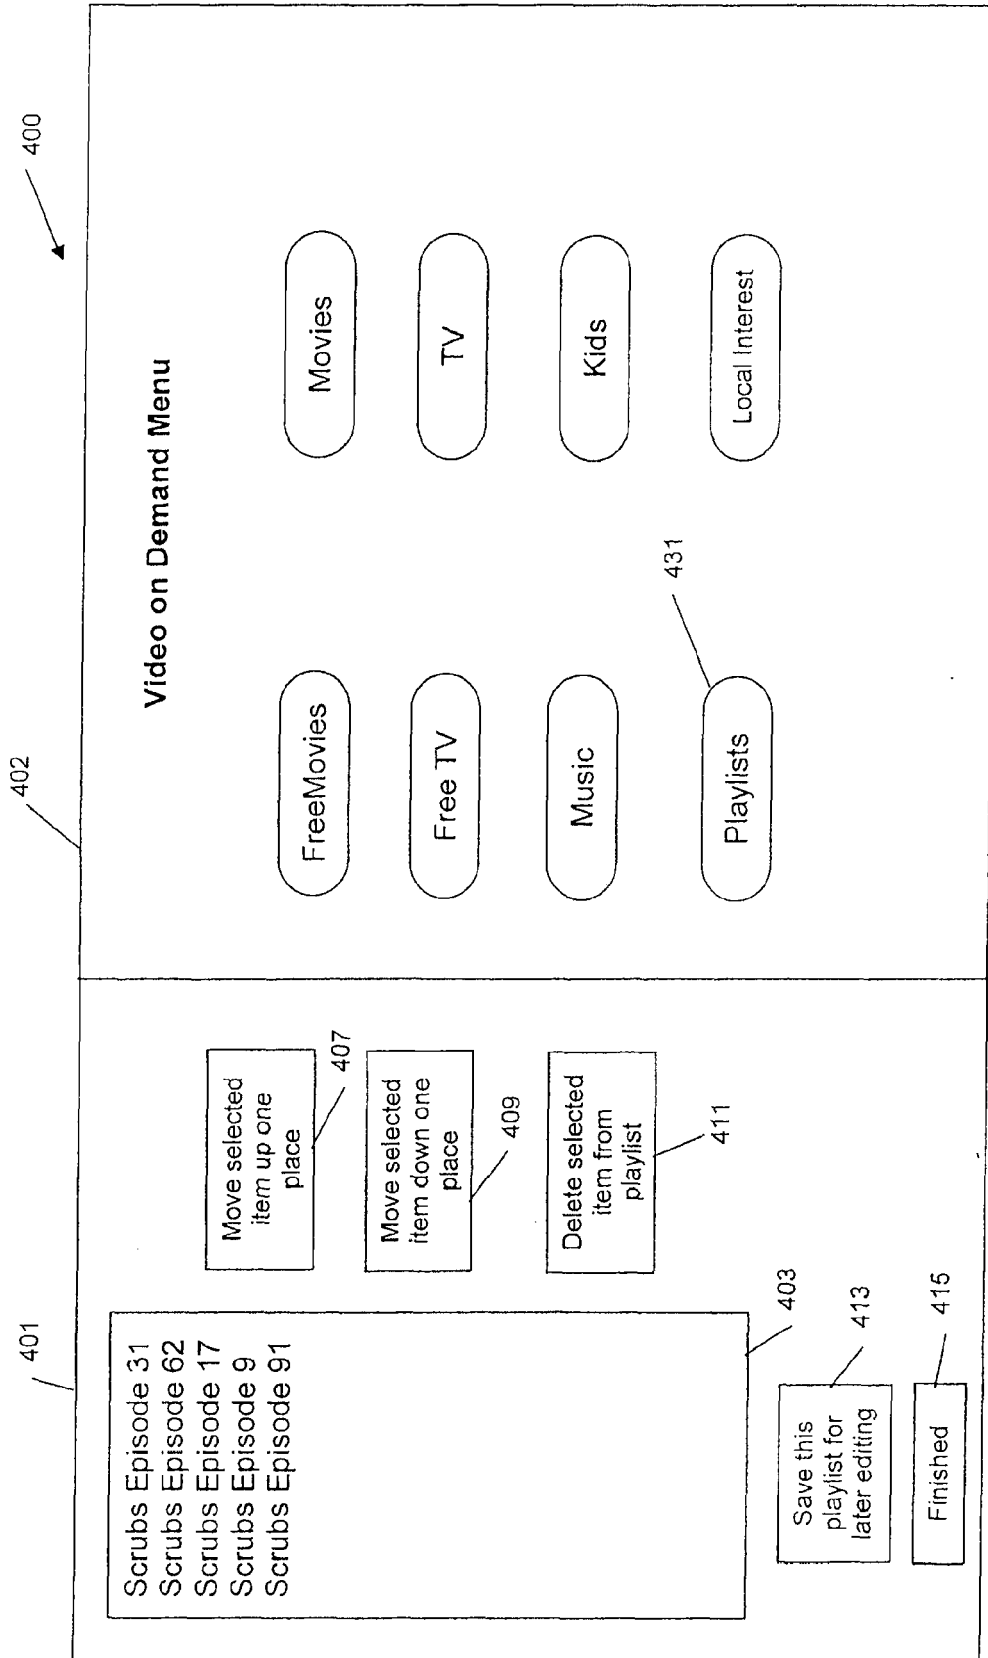 400
401
402
Scrubs Episode 31
Scrubs Episode 62
Scrubs Episode 17
Scrubs Episode 9
Scrubs Episode 91
403
Move selected
item up one
place
407
Move selected
item down one
place
409
Delete selected
item from
playlist
411
Save this
playlist for
later editing
413
Finished
415
Video on Demand Menu
FreeMovies
Movies
Free TV
TV
Music
Kids
Playlists
431
Local Interest